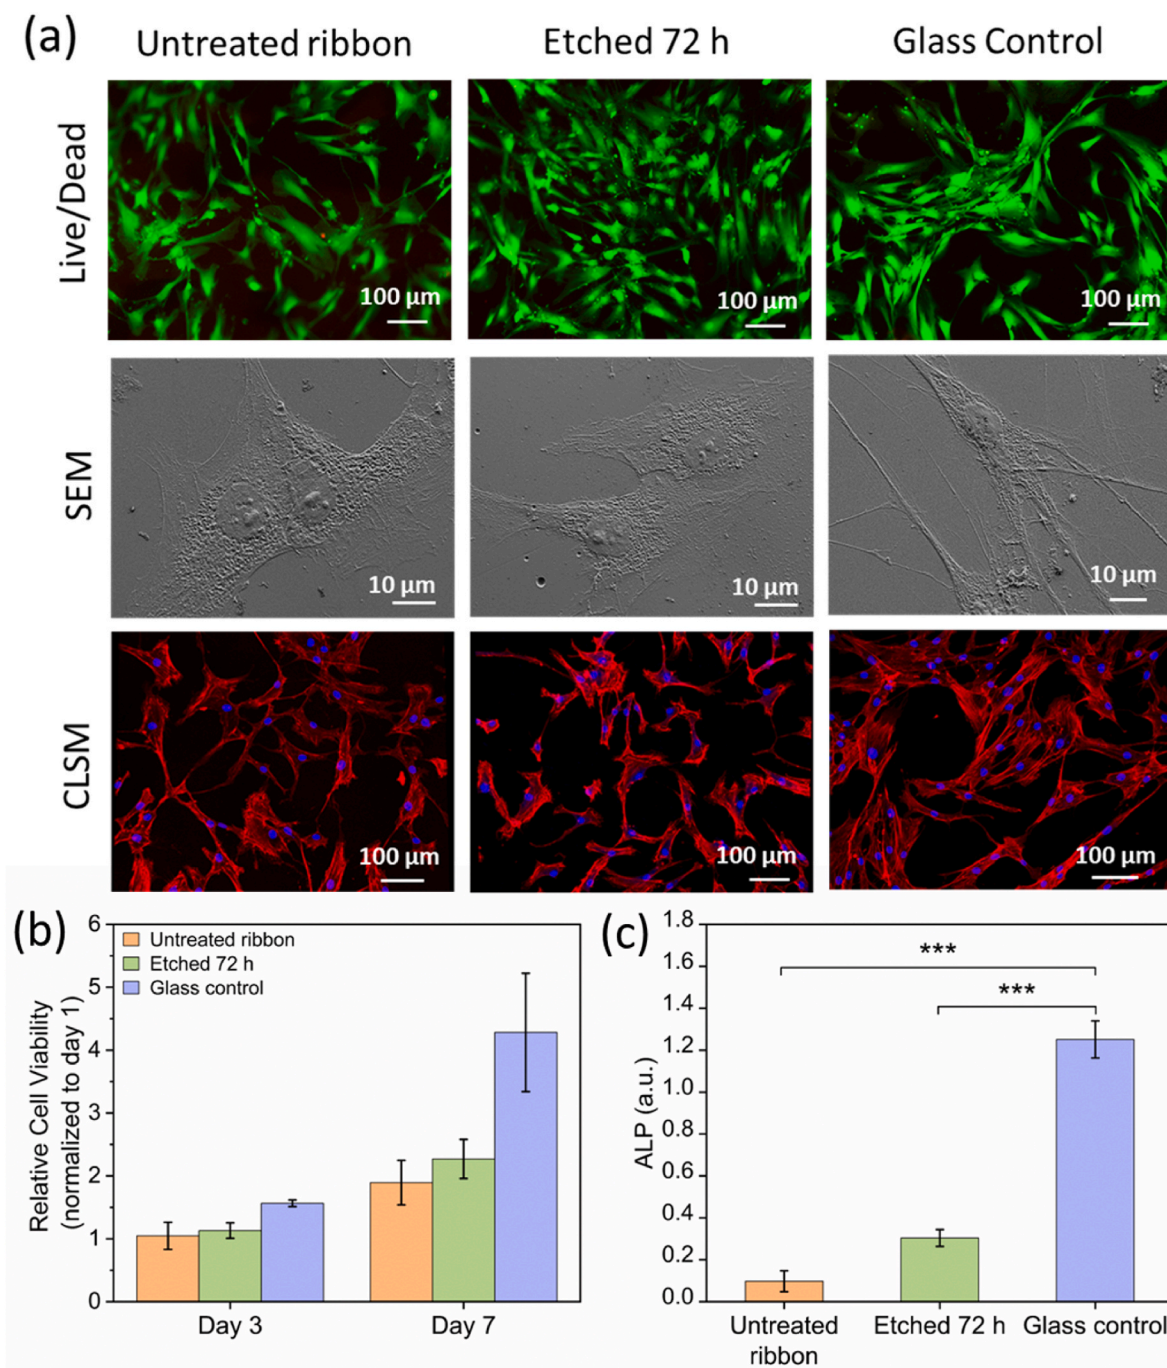 (a)
Untreated ribbon
Etched 72 h
Glass Control
Live/Dead
100 μm
100 μm
100 μm
SEM
10 μm
10 μm
10 μm
CLSM
100 μm
100 μm
100 μm
(b)
Relative Cell Viability
(normalized to day 1)
6
5
4
3
2
1
0
Untreated ribbon
Etched 72 h
Glass control
Day 3
Day 7
(c)
ALP (a.u.)
1.8
1.6
1.4
1.2
1.0
0.8
0.6
0.4
0.2
0.0
***
***
Untreated
ribbon
Etched 72 h
Glass control